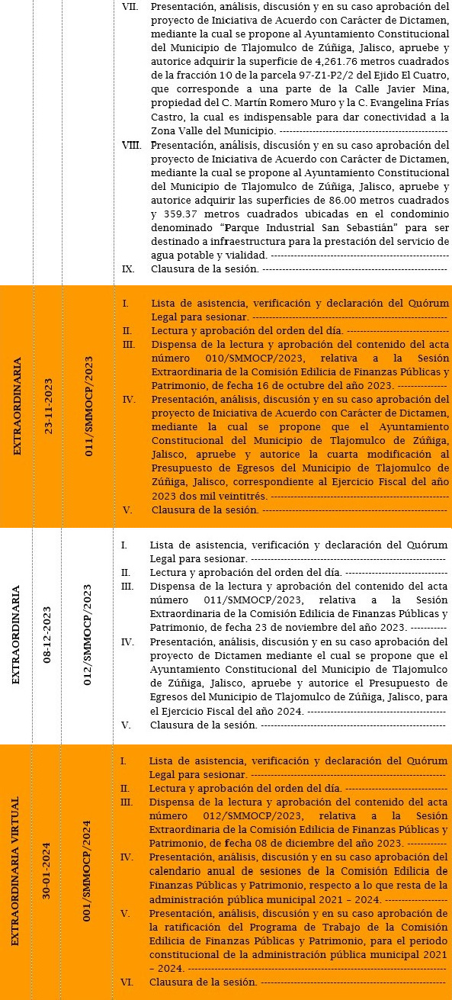 VII. Presentación, análisis, discusión y en su caso aprobación del
proyecto de Iniciativa de Acuerdo con Carácter de Dictamen,
mediante la cual se propone al Ayuntamiento Constitucional
del Municipio de Tlajomulco de Zúñiga, Jalisco, apruebe y
autorice adquirir la superficie de 4,261.76 metros cuadrados
de la fracción 10 de la parcela 97-Z1-P2/2 del Ejido El Cuatro,
que corresponde a una parte de la Calle Javier Mina,
propiedad del C. Martín Romero Muro y la C. Evangelina Frías
Castro, la cual es indispensable para dar conectividad a la
Zona Valle del Municipio. --------------------------------------------------
VIII. Presentación, análisis, discusión y en su caso aprobación del
proyecto de Iniciativa de Acuerdo con Carácter de Dictamen,
mediante la cual se propone al Ayuntamiento Constitucional
del Municipio de Tlajomulco de Zúñiga, Jalisco, apruebe y
autorice adquirir las superficies de 86.00 metros cuadrados
y 359.37 metros cuadrados ubicadas en el condominio
denominado “Parque Industrial San Sebastián” para ser
destinado a infraestructura para la prestación del servicio de
agua potable y vialidad. -----------------------------------------------------
IX. Clausura de la sesión. -------------------------------------------------------
EXTRAORDINARIA
23-11-2023
011/SMMOCP/2023
I. Lista de asistencia, verificación y declaración del Quórum
Legal para sesionar. ----------------------------------------------------------
II. Lectura y aprobación del orden del día. -------------------------------
III. Dispensa de la lectura y aprobación del contenido del acta
número 010/SMMOCP/2023, relativa a la Sesión
Extraordinaria de la Comisión Edilicia de Finanzas Públicas y
Patrimonio, de fecha 16 de octubre del año 2023. ---------------
IV. Presentación, análisis, discusión y en su caso aprobación del
proyecto de Iniciativa de Acuerdo con Carácter de Dictamen,
mediante la cual se propone que el Ayuntamiento
Constitucional del Municipio de Tlajomulco de Zúñiga,
Jalisco, apruebe y autorice la cuarta modificación al
Presupuesto de Egresos del Municipio de Tlajomulco de
Zúñiga, Jalisco, correspondiente al Ejercicio Fiscal del año
2023 dos mil veintitrés. -----------------------------------------------------
V. Clausura de la sesión. -------------------------------------------------------
EXTRAORDINARIA
08-12-2023
012/SMMOCP/2023
I. Lista de asistencia, verificación y declaración del Quórum
Legal para sesionar. ----------------------------------------------------------
II. Lectura y aprobación del orden del día. -------------------------------
III. Dispensa de la lectura y aprobación del contenido del acta
número 011/SMMOCP/2023, relativa a la Sesión
Extraordinaria de la Comisión Edilicia de Finanzas Públicas y
Patrimonio, de fecha 23 de noviembre del año 2023. -----------
IV. Presentación, análisis, discusión y en su caso aprobación del
proyecto de Dictamen mediante el cual se propone que el
Ayuntamiento Constitucional del Municipio de Tlajomulco
de Zúñiga, Jalisco, apruebe y autorice el Presupuesto de
Egresos del Municipio de Tlajomulco de Zúñiga, Jalisco, para
el Ejercicio Fiscal del año 2024. -----------------------------------------
V. Clausura de la sesión. -------------------------------------------------------
EXTRAORDINARIA VIRTUAL
30-01-2024
001/SMMOCP/2024
I. Lista de asistencia, verificación y declaración del Quórum
Legal para sesionar. ----------------------------------------------------------
II. Lectura y aprobación del orden del día. -------------------------------
III. Dispensa de la lectura y aprobación del contenido del acta
número 012/SMMOCP/2023, relativa a la Sesión
Extraordinaria de la Comisión Edilicia de Finanzas Públicas y
Patrimonio, de fecha 08 de diciembre del año 2023. ------------
IV. Presentación, análisis, discusión y en su caso aprobación del
calendario anual de sesiones de la Comisión Edilicia de
Finanzas Públicas y Patrimonio, respecto a lo que resta de la
administración pública municipal 2021 – 2024. -------------------
V. Presentación, análisis, discusión y en su caso aprobación de
la ratificación del Programa de Trabajo de la Comisión
Edilicia de Finanzas Públicas y Patrimonio, para el periodo
constitucional de la administración pública municipal 2021
– 2024. -----------------------------------------------------------------------------
VI. Clausura de la sesión. -------------------------------------------------------